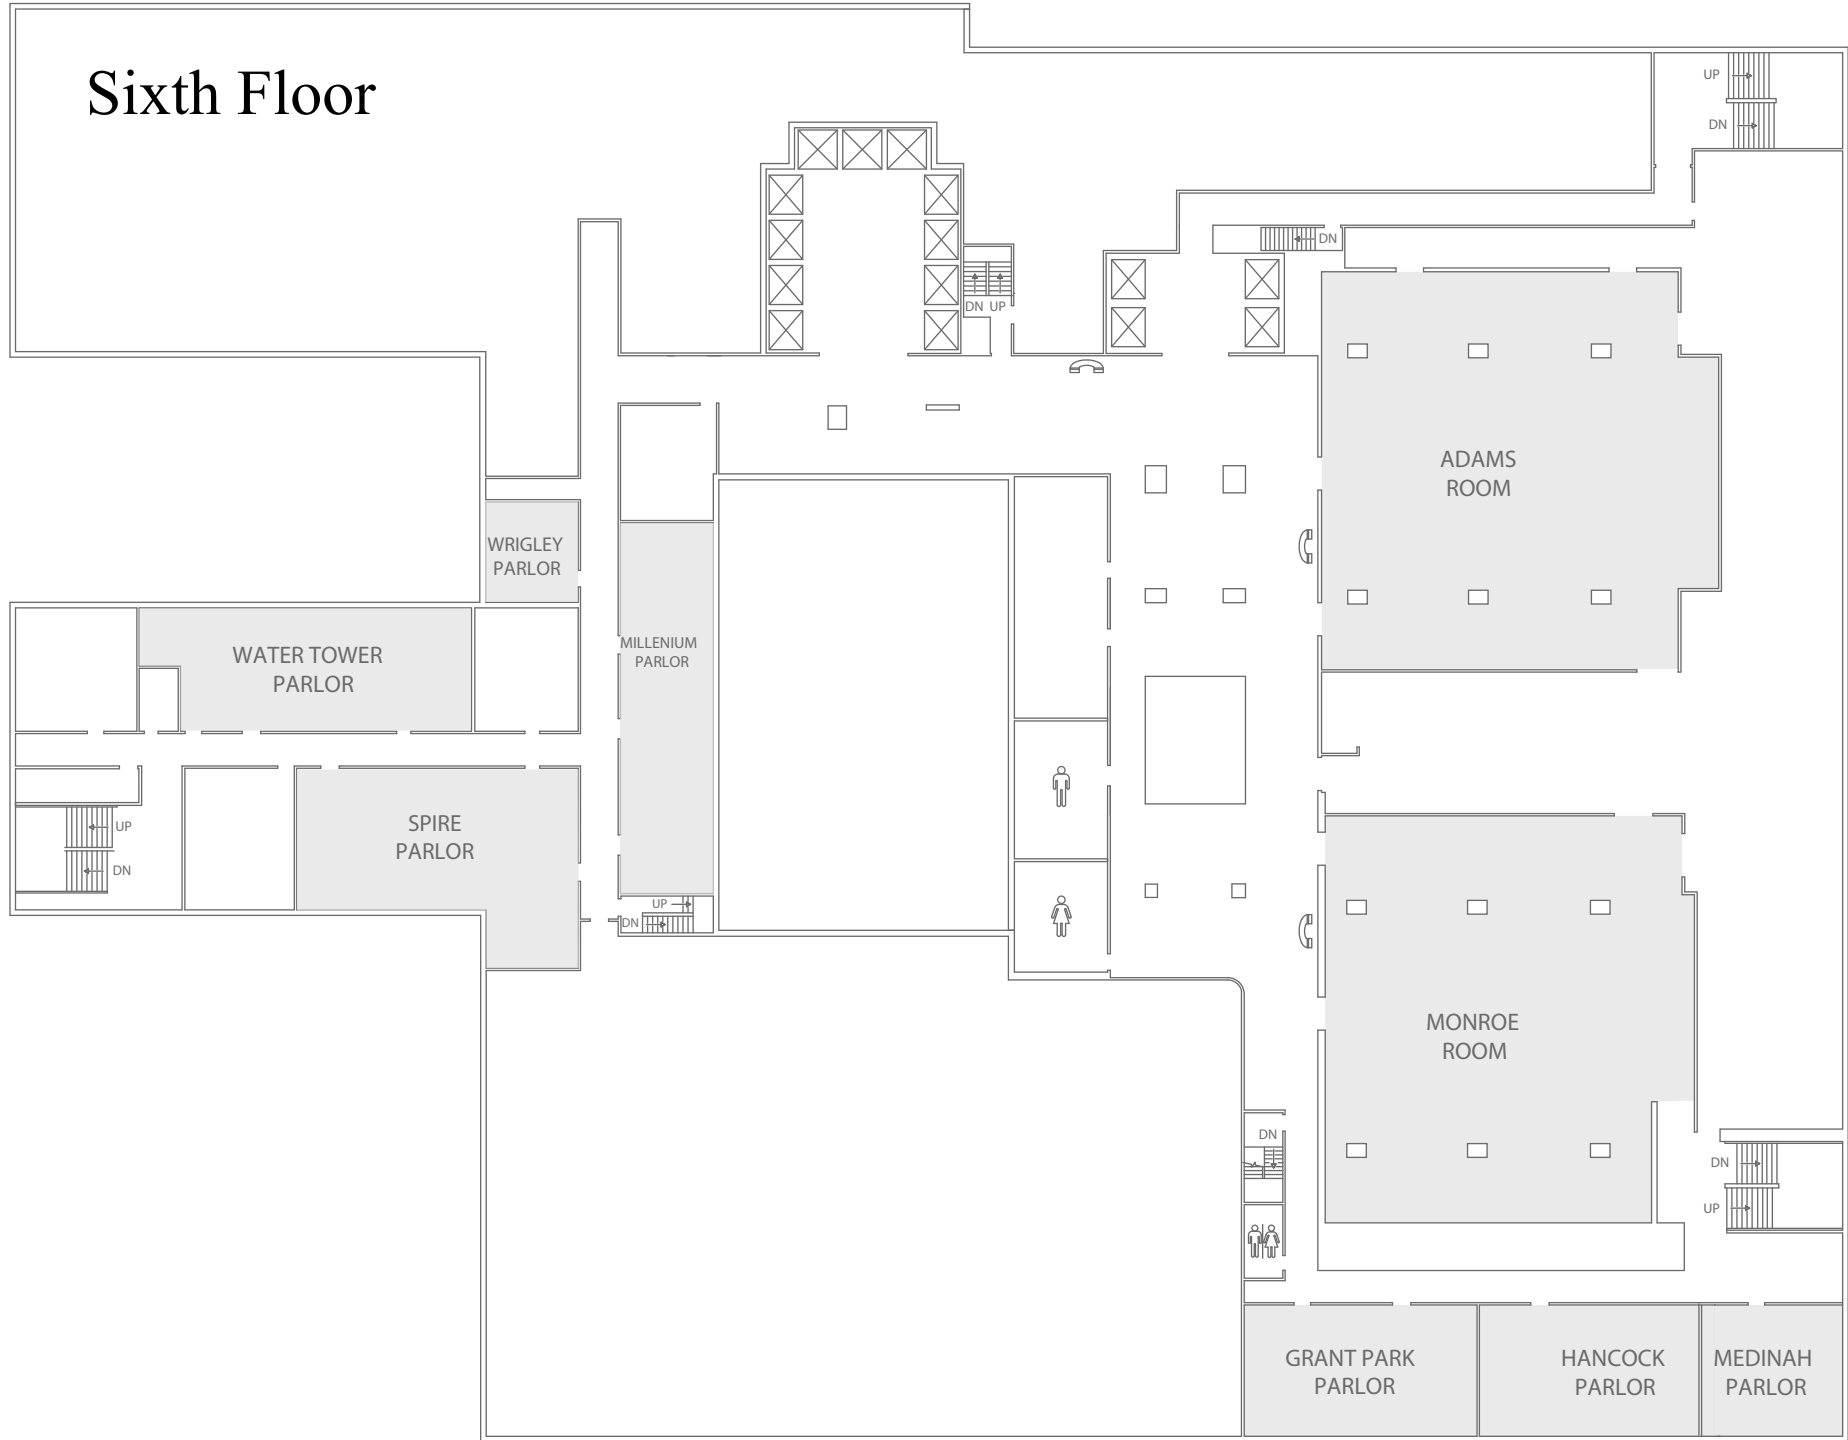 Sixth Floor
UP
DN
DN
DN UP
ADAMS
ROOM
WRIGLEY
PARLOR
MILLENIUM
PARLOR
WATER TOWER
PARLOR
SPIRE
PARLOR
UP
DN
UP
DN
MONROE
ROOM
DN
DN
UP
GRANT PARK
PARLOR
HANCOCK
PARLOR
MEDINAH
PARLOR